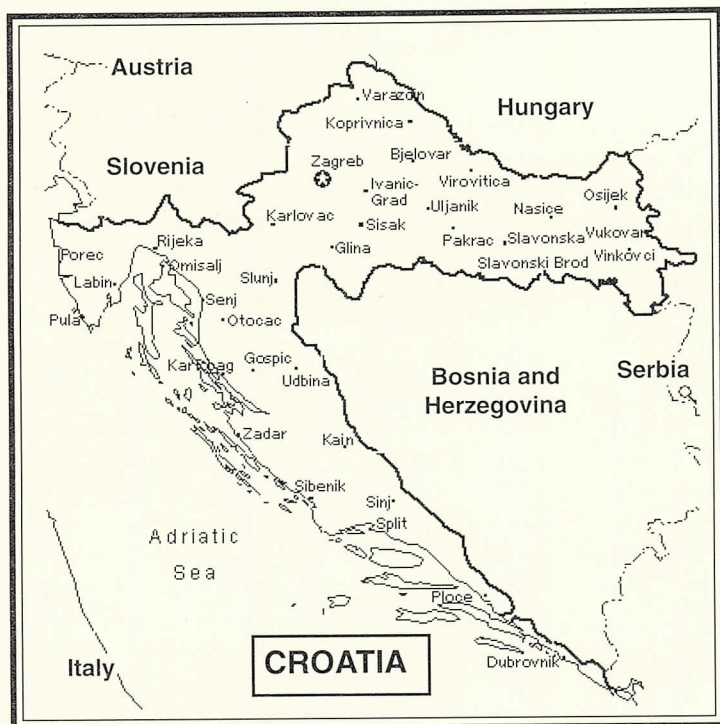 Austria
Varazon
Hungary
Koprivnica
Bjelovar
Slovenia
Zagreb
Virovitica
Ivanic-
Grad
Osijek
Uljanik
Nasice
Karlovac
Sisak
Vukovar
Rijeka
Pakrac
Slavonska
Glina
Porec
Vinkovci
Omisalj
Slavonski Brod
Labin
Slunj
Senj
Pula
Otocac
Gospic
Karlobag
Udbina
Bosnia and
Herzegovina
Serbia
Zadar
Kain
Sibenik
Sinj
Split
Adriatic
Sea
Ploce
CROATIA
Dubrovnik
Italy